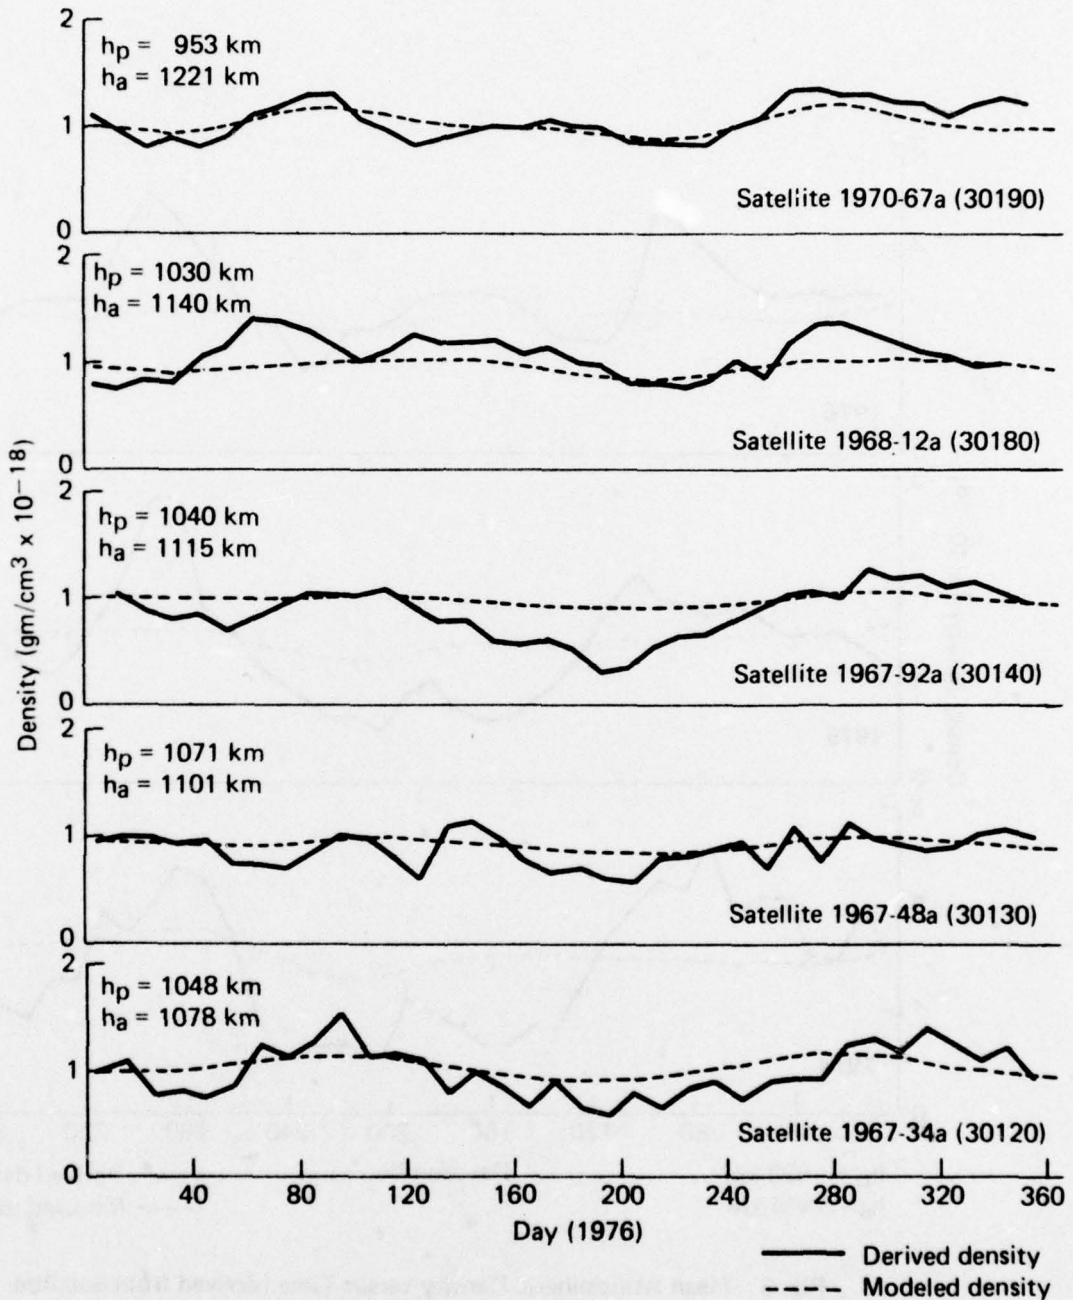 2
hp = 953 km
ha = 1221 km
1
Satellite 1970-67a (30190)
0
2
hp = 1030 km
ha = 1140 km
1
Satellite 1968-12a (30180)
0
2
hp = 1040 km
ha = 1115 km
1
Satellite 1967-92a (30140)
0
2
hp = 1071 km
ha = 1101 km
1
Satellite 1967-48a (30130)
0
2
hp = 1048 km
ha = 1078 km
1
Satellite 1967-34a (30120)
0
Density (gm/cm³ x 10⁻¹⁸)
40 80 120 160 200 240 280 320 360
Day (1976)
Derived density
Modeled density